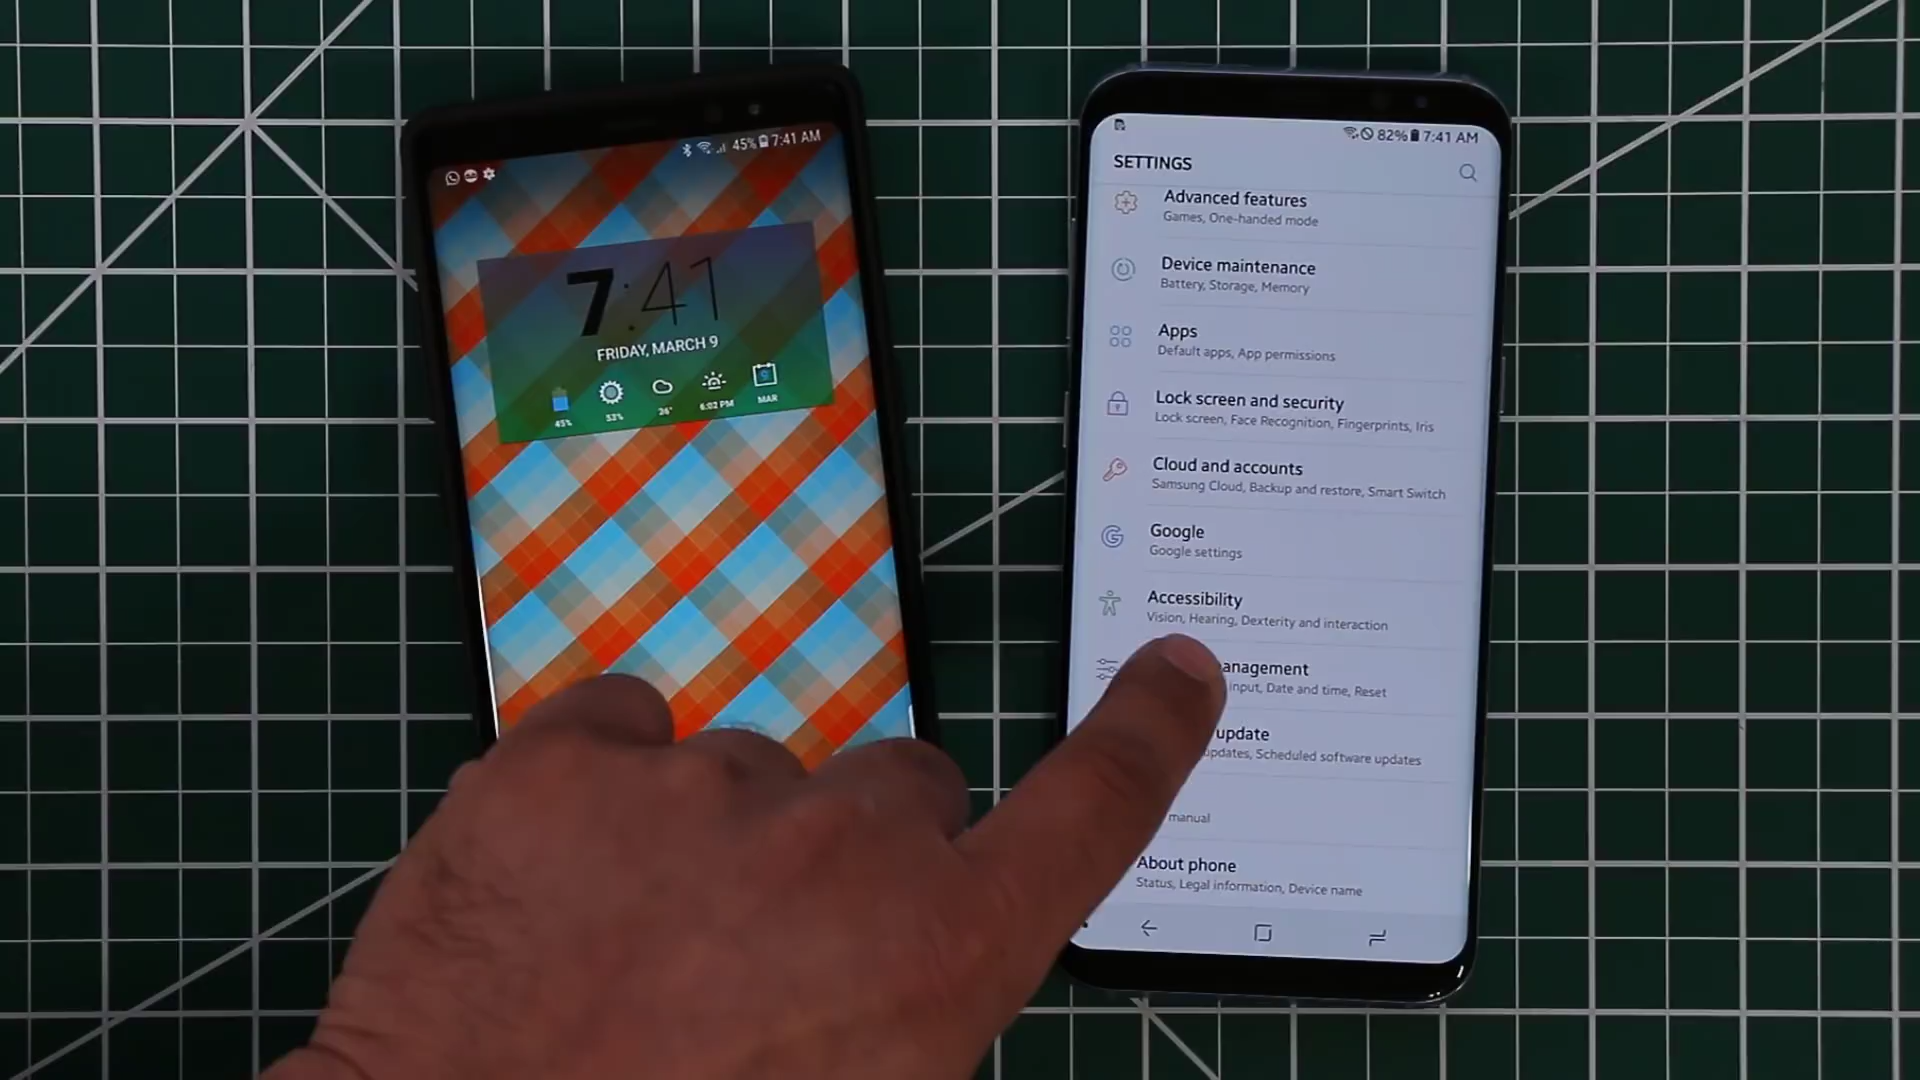 45% 7:41 AM
7:41
FRIDAY, MARCH 9
45%
53%
26°
6:02 PM
9
MAR
82% 7:41 AM
SETTINGS
Advanced features
Games, One-handed mode
Device maintenance
Battery, Storage, Memory
Apps
Default apps, App permissions
Lock screen and security
Lock screen, Face Recognition, Fingerprints, Iris
Cloud and accounts
Samsung Cloud, Backup and restore, Smart Switch
Google
Google settings
Accessibility
Vision, Hearing, Dexterity and interaction
anagement
input, Date and time, Reset
update
updates, Scheduled software updates
manual
About phone
Status, Legal information, Device name